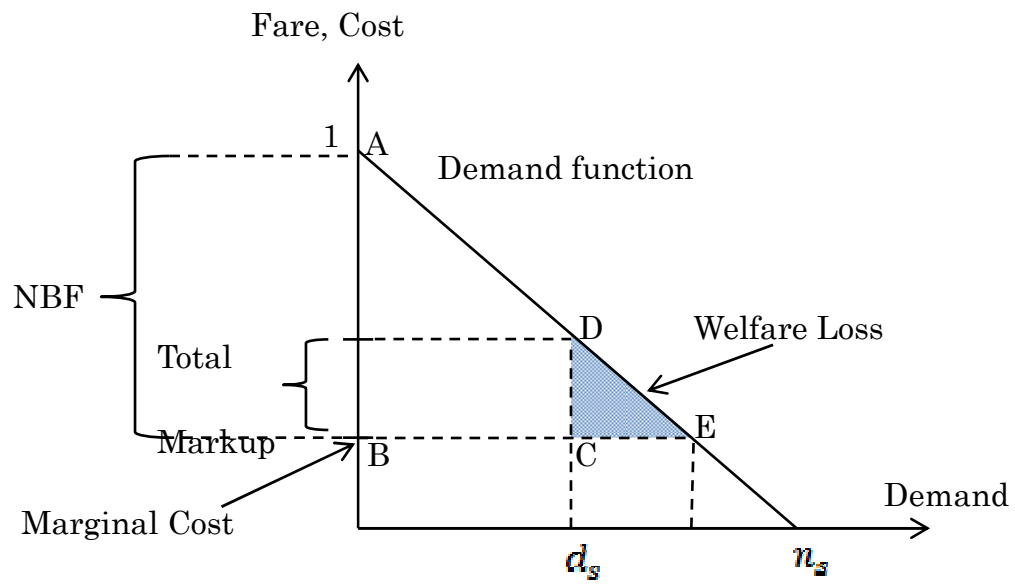 Fare, Cost
1
A
Demand function
NBF
D
Welfare Loss
Total
Markup
E
B
C
Demand
Marginal Cost
d_s
n_s